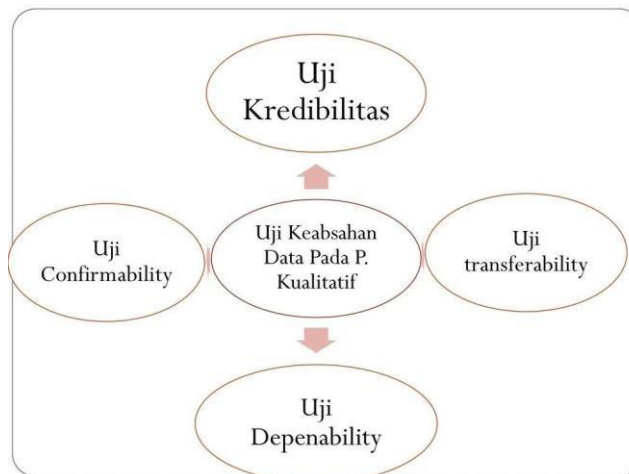 Uji
Kredibilitas
Uji
Confirmability
Uji Keabsahan
Data Pada P.
Kualitatif
Uji
transferability
Uji
Depenability